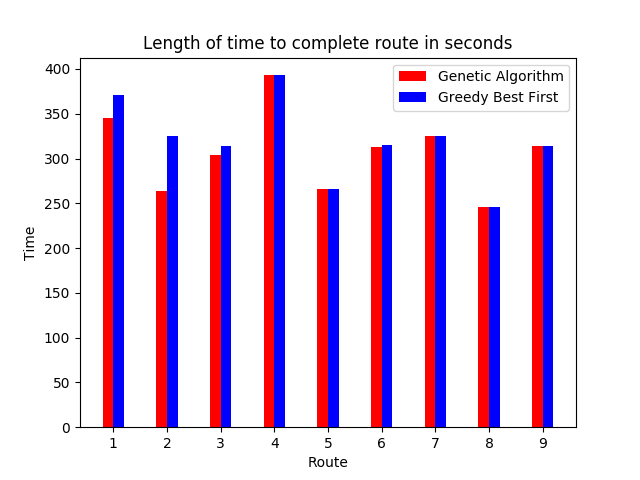 Length of time to complete route in seconds
Genetic Algorithm
Greedy Best First
400
350
300
250
200
150
100
50
0
Time
1 2 3 4 5 6 7 8 9
Route